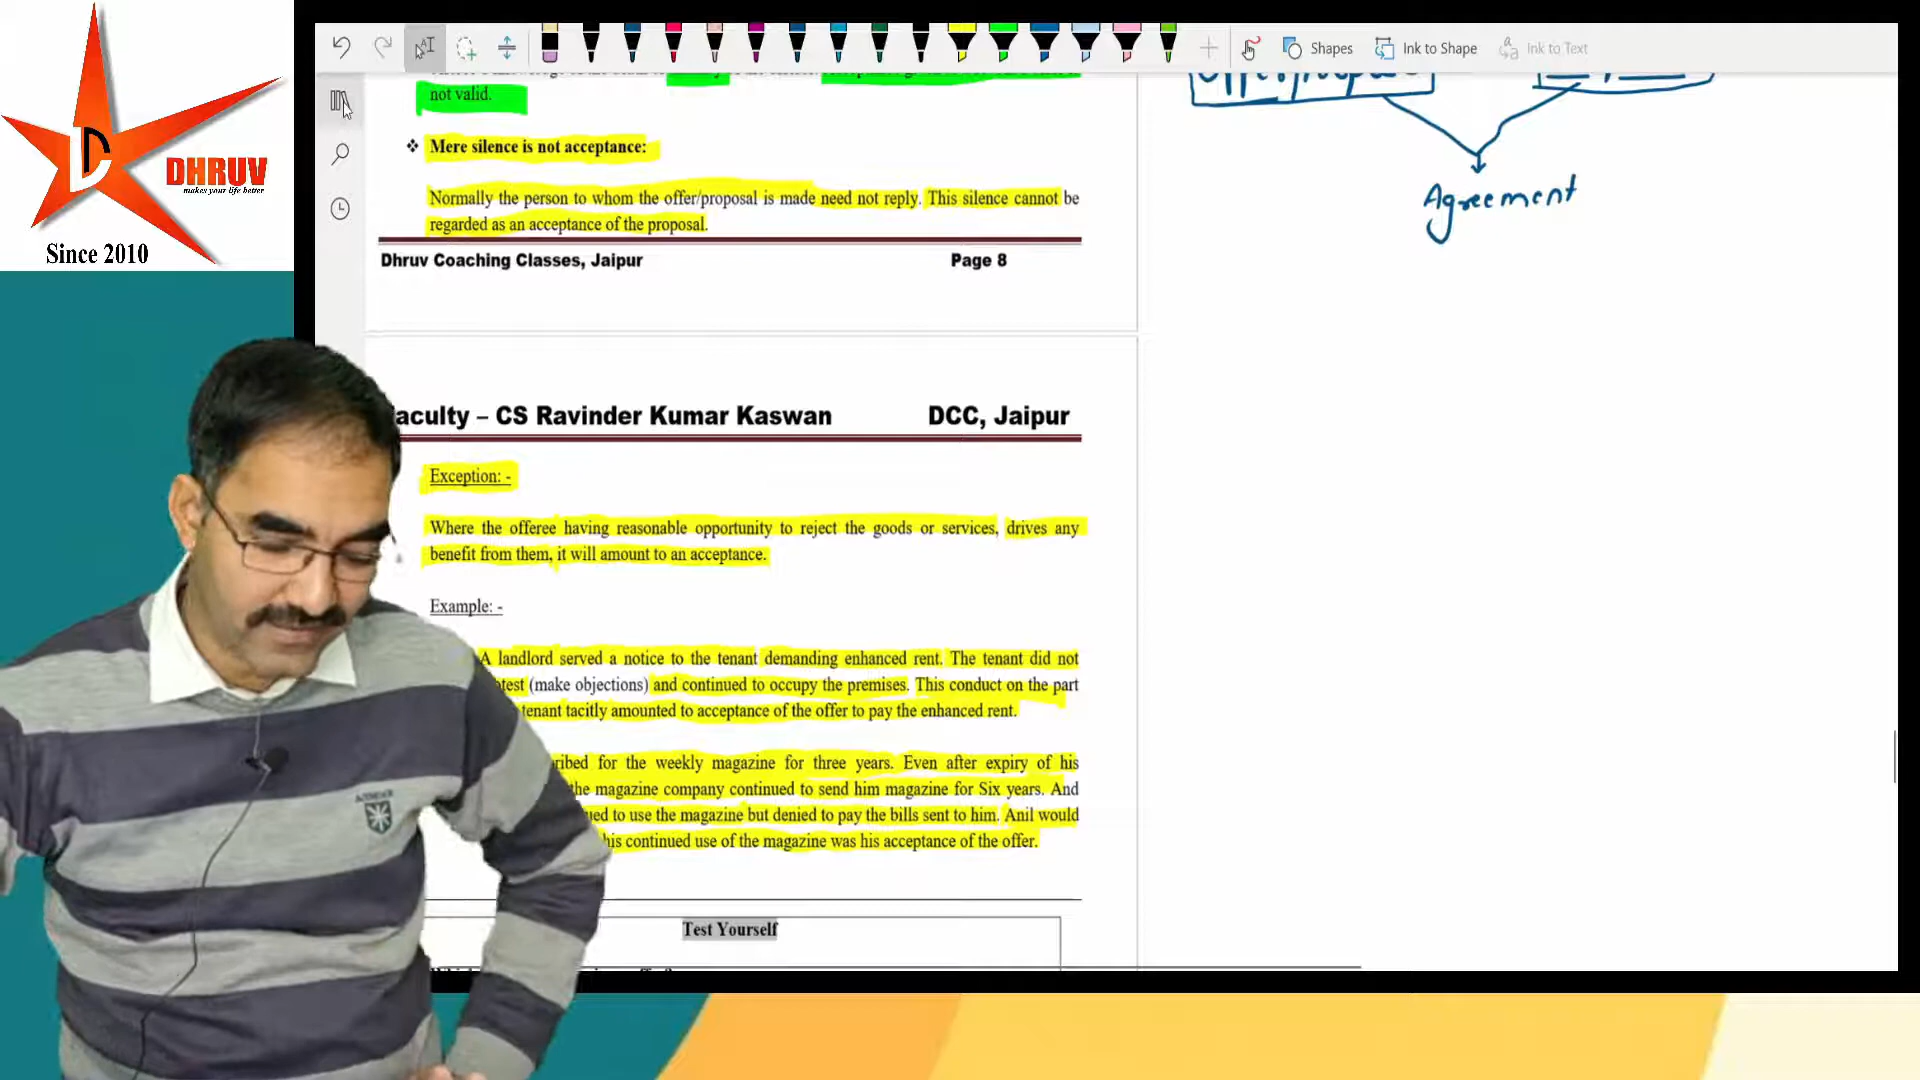 Shapes
Ink to Shape
Ink to Text
not valid.
DHRUV
makes your life better
Since 2010
❖ Mere silence is not acceptance:
Normally the person to whom the offer/proposal is made need not reply. This silence cannot be
regarded as an acceptance of the proposal.
Agreement
Dhruv Coaching Classes, Jaipur Page 8
aculty – CS Ravinder Kumar Kaswan DCC, Jaipur
Exception: -
Where the offeree having reasonable opportunity to reject the goods or services, drives any
benefit from them, it will amount to an acceptance.
Example: -
A landlord served a notice to the tenant demanding enhanced rent. The tenant did not
test (make objections) and continued to occupy the premises. This conduct on the part
tenant tacitly amounted to acceptance of the offer to pay the enhanced rent.
ribed for the weekly magazine for three years. Even after expiry of his
the magazine company continued to send him magazine for Six years. And
ued to use the magazine but denied to pay the bills sent to him. Anil would
his continued use of the magazine was his acceptance of the offer.
Test Yourself